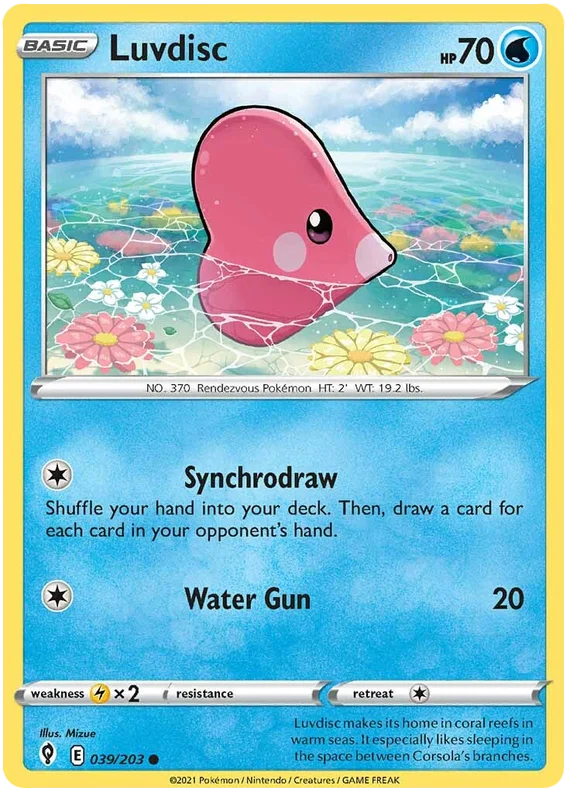 BASIC Luvdisc HP 70
NO. 370 Rendezvous Pokémon HT: 2' WT: 19.2 lbs.
Synchrodraw
Shuffle your hand into your deck. Then, draw a card for
each card in your opponent's hand.
Water Gun 20
weakness ×2 resistance retreat
Illus. Mizue
Luvdisc makes its home in coral reefs in
warm seas. It especially likes sleeping in
the space between Corsola's branches.
E 039/203
©2021 Pokémon / Nintendo / Creatures / GAME FREAK